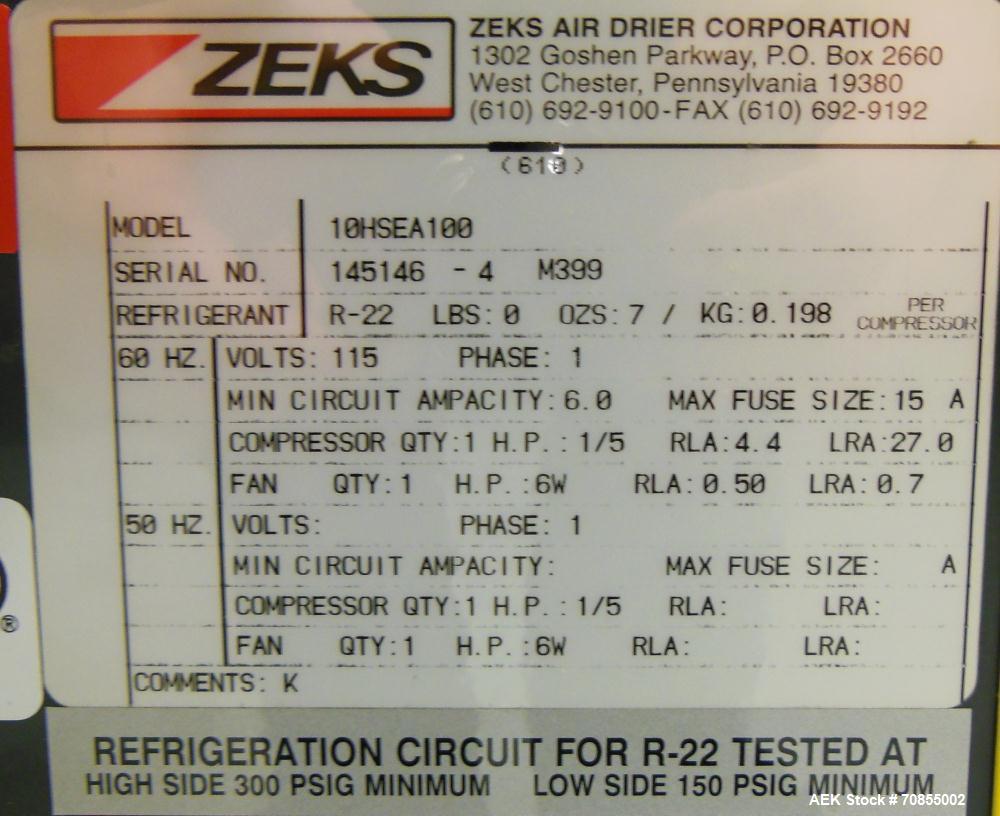 ZEKS
ZEKS AIR DRIER CORPORATION
1302 Goshen Parkway, P.O. Box 2660
West Chester, Pennsylvania 19380
(610) 692-9100-FAX (610) 692-9192
(610)
MODEL 10HSEA100
SERIAL NO. 145146 - 4 M399
REFRIGERANT R-22 LBS: 0 OZS: 7 / KG: 0.198 PER COMPRESSOR
60 HZ. VOLTS: 115 PHASE: 1
MIN CIRCUIT AMPACITY: 6.0 MAX FUSE SIZE: 15 A
COMPRESSOR QTY: 1 H.P.: 1/5 RLA: 4.4 LRA: 27.0
FAN QTY: 1 H.P.: 6W RLA: 0.50 LRA: 0.7
50 HZ. VOLTS: PHASE: 1
MIN CIRCUIT AMPACITY: MAX FUSE SIZE: A
COMPRESSOR QTY: 1 H.P.: 1/5 RLA: LRA:
FAN QTY: 1 H.P.: 6W RLA: LRA:
COMMENTS: K
®
REFRIGERATION CIRCUIT FOR R-22 TESTED AT
HIGH SIDE 300 PSIG MINIMUM LOW SIDE 150 PSIG MINIMUM
AEK Stock # 70855002